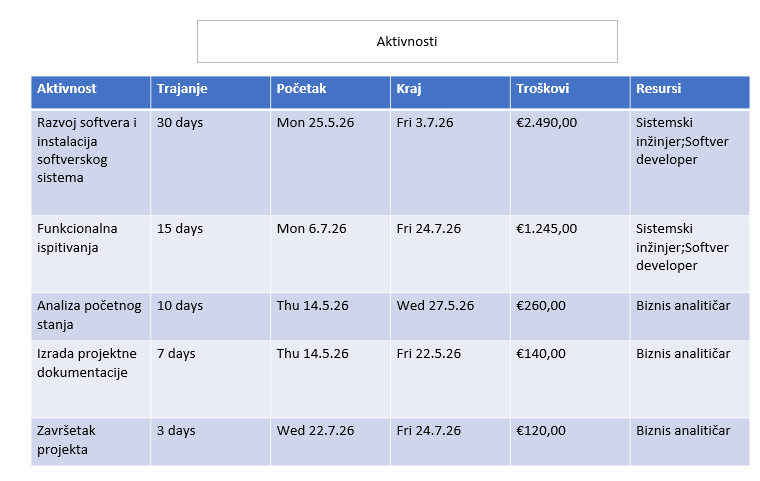 Aktivnosti
Aktivnost Trajanje Početak Kraj Troškovi Resursi
Razvoj softvera i instalacija softverskog sistema 30 days Mon 25.5.26 Fri 3.7.26 €2.490,00 Sistemski inžinjer;Softver developer
Funkcionalna ispitivanja 15 days Mon 6.7.26 Fri 24.7.26 €1.245,00 Sistemski inžinjer;Softver developer
Analiza početnog stanja 10 days Thu 14.5.26 Wed 27.5.26 €260,00 Biznis analitičar
Izrada projektne dokumentacije 7 days Thu 14.5.26 Fri 22.5.26 €140,00 Biznis analitičar
Završetak projekta 3 days Wed 22.7.26 Fri 24.7.26 €120,00 Biznis analitičar